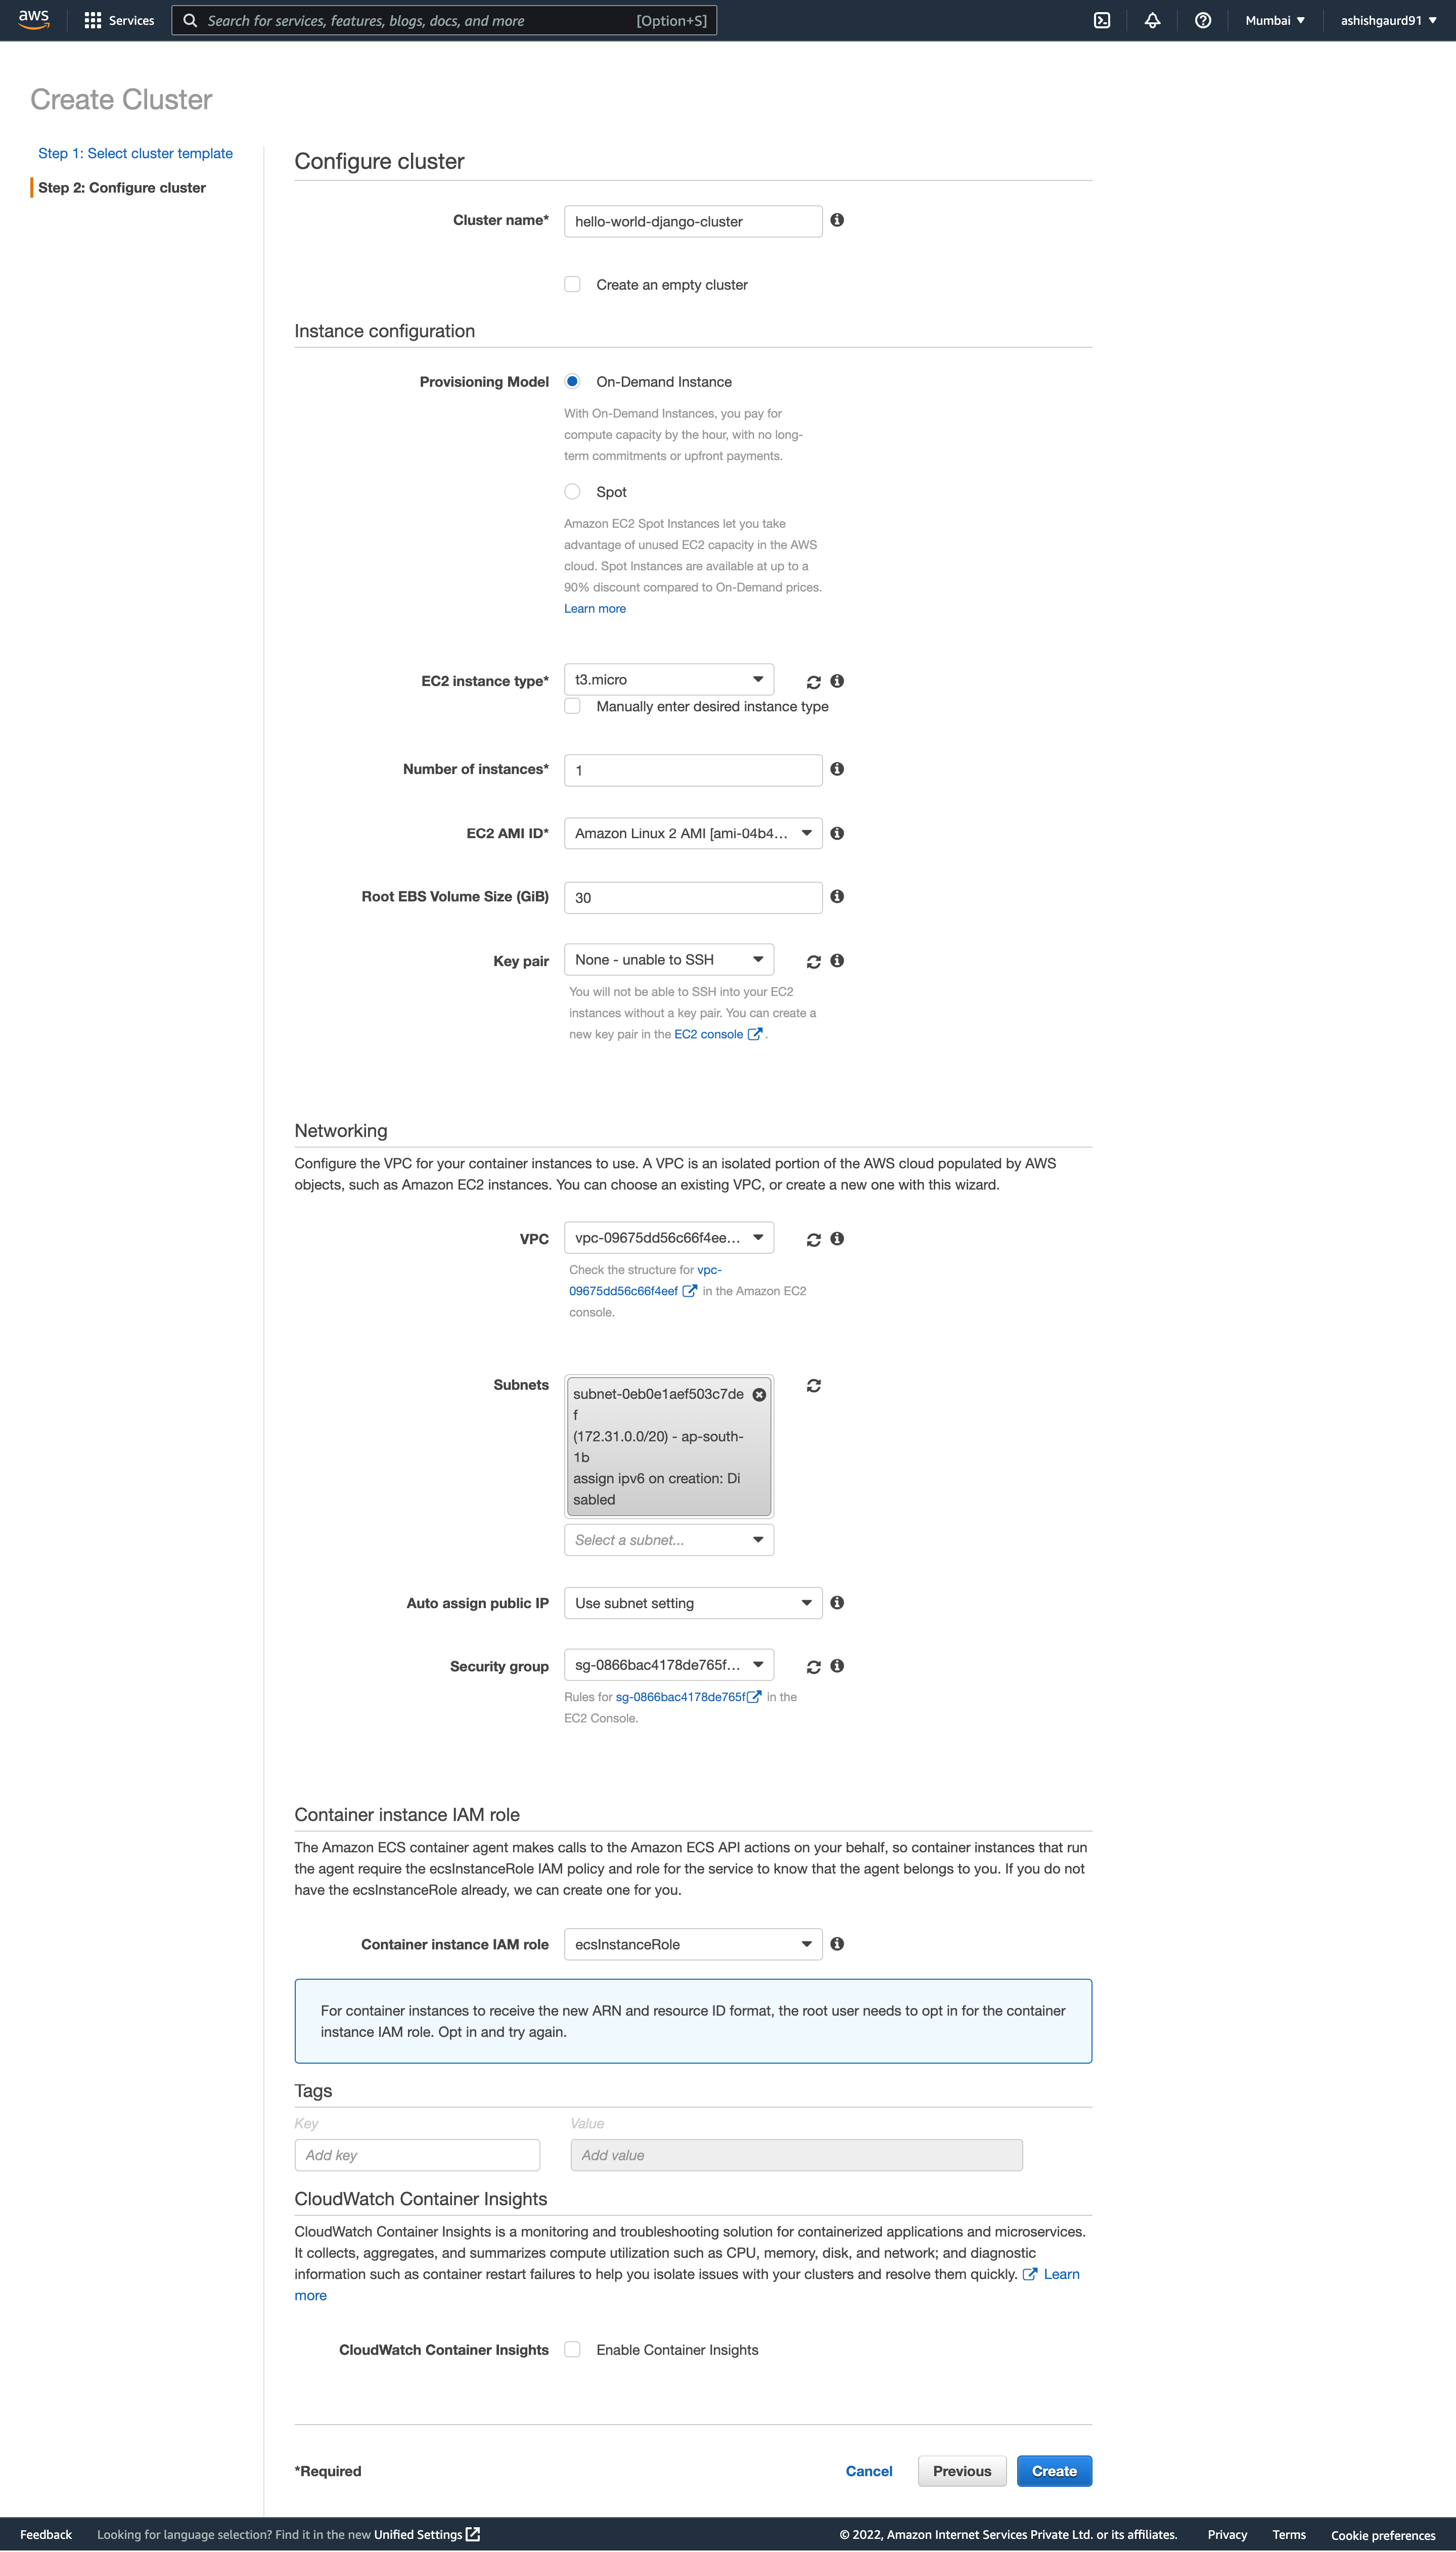 aws
Services
Search for services, features, blogs, docs, and more
[Option+S]
Mumbai
ashishgaurd91
Create Cluster
Step 1: Select cluster template
Step 2: Configure cluster
Configure cluster
Cluster name*
hello-world-django-cluster
Create an empty cluster
Instance configuration
Provisioning Model
On-Demand Instance
With On-Demand Instances, you pay for
compute capacity by the hour, with no long-
term commitments or upfront payments.
Spot
Amazon EC2 Spot Instances let you take
advantage of unused EC2 capacity in the AWS
cloud. Spot Instances are available at up to a
90% discount compared to On-Demand prices.
Learn more
EC2 instance type*
t3.micro
Manually enter desired instance type
Number of instances*
1
EC2 AMI ID*
Amazon Linux 2 AMI [ami-04b4...
Root EBS Volume Size (GiB)
30
Key pair
None - unable to SSH
You will not be able to SSH into your EC2
instances without a key pair. You can create a
new key pair in the EC2 console .
Networking
Configure the VPC for your container instances to use. A VPC is an isolated portion of the AWS cloud populated by AWS
objects, such as Amazon EC2 instances. You can choose an existing VPC, or create a new one with this wizard.
VPC
vpc-09675dd56c66f4ee...
Check the structure for vpc-
09675dd56c66f4eef in the Amazon EC2
console.
Subnets
subnet-0eb0e1aef503c7de
f
(172.31.0.0/20) - ap-south-
1b
assign ipv6 on creation: Di
sabled
Select a subnet...
Auto assign public IP
Use subnet setting
Security group
sg-0866bac4178de765f...
Rules for sg-0866bac4178de765f in the
EC2 Console.
Container instance IAM role
The Amazon ECS container agent makes calls to the Amazon ECS API actions on your behalf, so container instances that run
the agent require the ecsInstanceRole IAM policy and role for the service to know that the agent belongs to you. If you do not
have the ecsInstanceRole already, we can create one for you.
Container instance IAM role
ecsInstanceRole
For container instances to receive the new ARN and resource ID format, the root user needs to opt in for the container
instance IAM role. Opt in and try again.
Tags
Key
Value
Add key
Add value
CloudWatch Container Insights
CloudWatch Container Insights is a monitoring and troubleshooting solution for containerized applications and microservices.
It collects, aggregates, and summarizes compute utilization such as CPU, memory, disk, and network; and diagnostic
information such as container restart failures to help you isolate issues with your clusters and resolve them quickly. Learn
more
CloudWatch Container Insights
Enable Container Insights
*Required
Cancel
Previous
Create
Feedback
Looking for language selection? Find it in the new Unified Settings
© 2022, Amazon Internet Services Private Ltd. or its affiliates.
Privacy
Terms
Cookie preferences